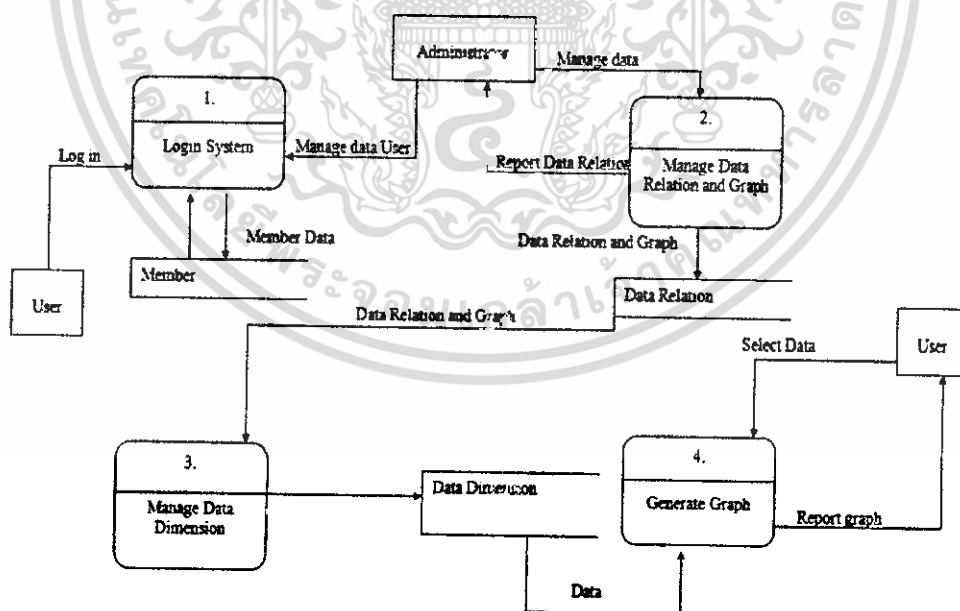 Administrator
Manage data
1.
Login System
Log in
Manage data User
2.
Manage Data
Relation and Graph
Report Data Relation
Member Data
Data Relation and Graph
Member
User
Data Relation
Data Relation and Graph
User
Select Data
3.
Manage Data
Dimension
Data Dimension
4.
Generate Graph
Report graph
Data